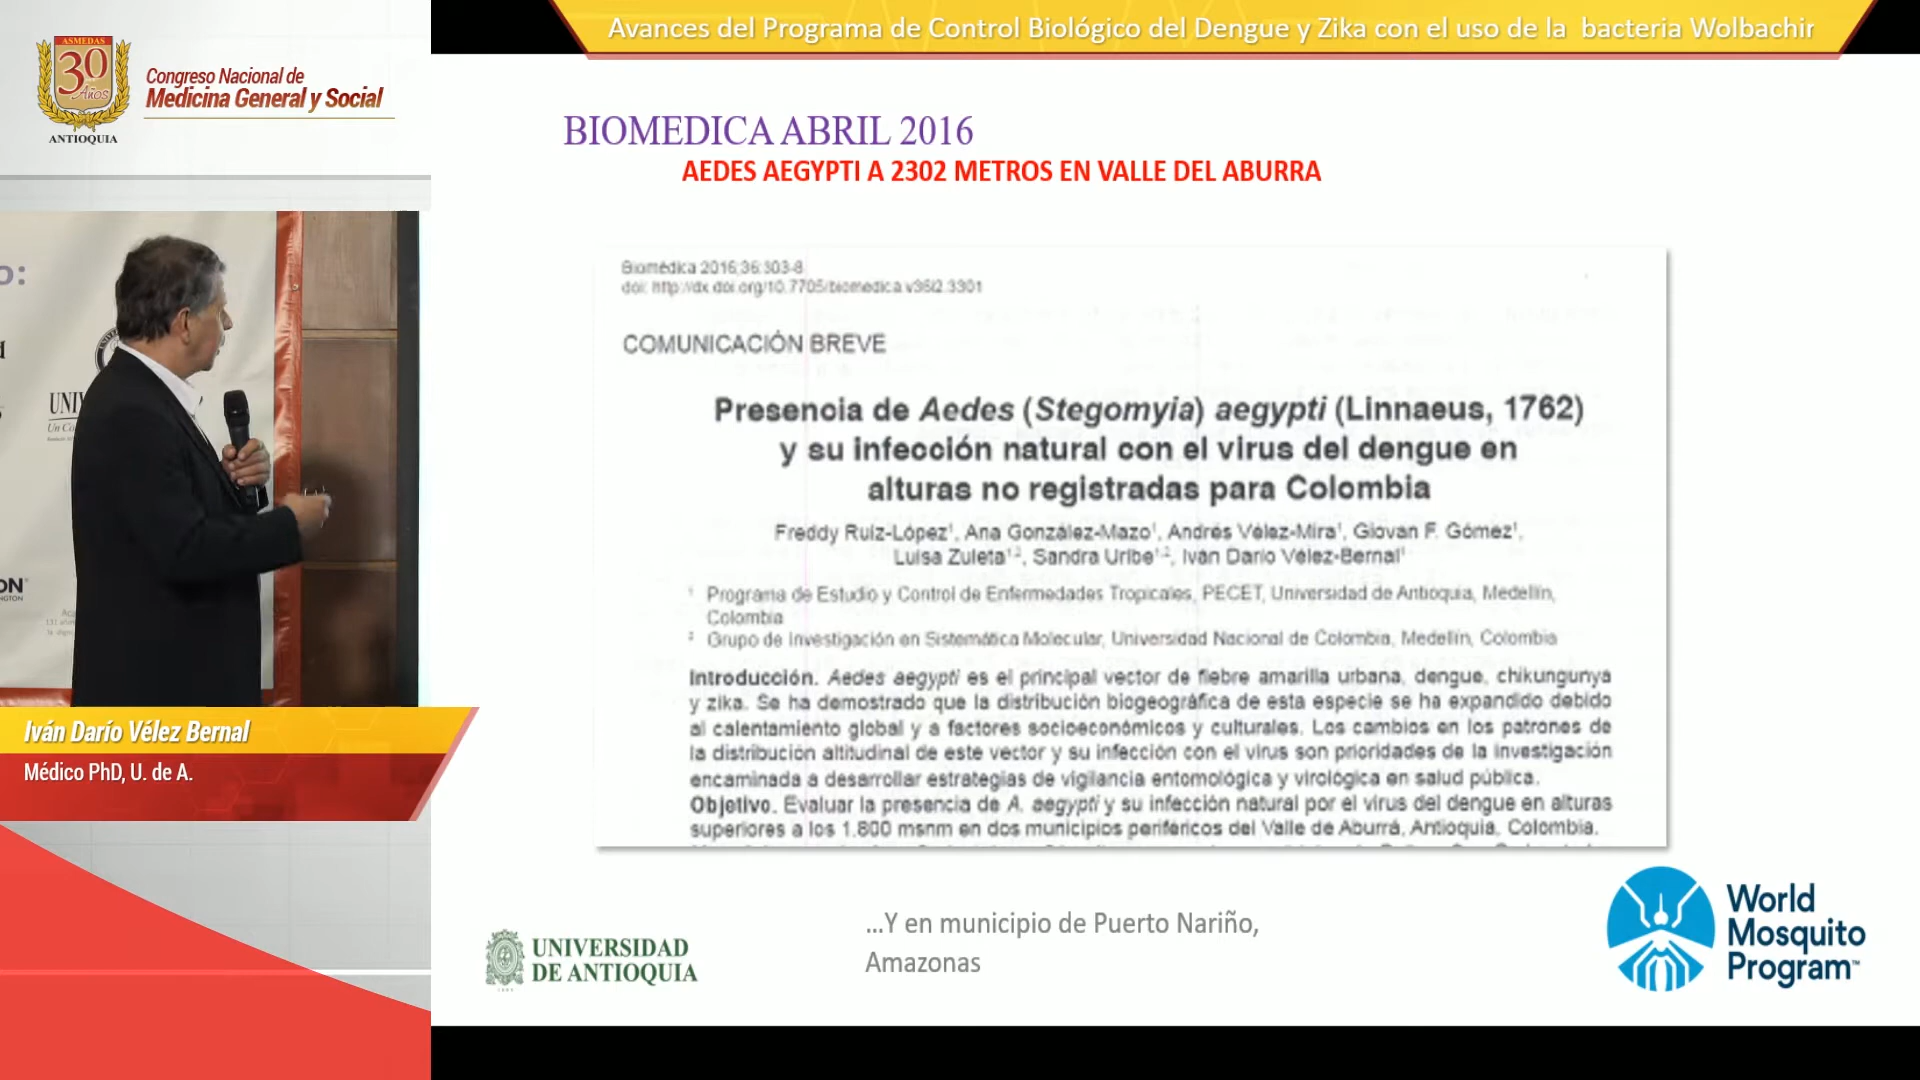 Avances del Programa de Control Biológico del Dengue y Zika con el uso de la bacteria Wolbachir
ASMEDAS
30
Años
ANTIOQUIA
Congreso Nacional de
Medicina General y Social
BIOMEDICA ABRIL 2016
AEDES AEGYPTI A 2302 METROS EN VALLE DEL ABURRA
Biomédica 2016;36:303-8
doi: http://dx.doi.org/10.7705/biomedica.v36i2.3301
COMUNICACIÓN BREVE
Presencia de Aedes (Stegomyia) aegypti (Linnaeus, 1762)
y su infección natural con el virus del dengue en
alturas no registradas para Colombia
Freddy Ruiz-López¹, Ana González-Mazo¹, Andrés Vélez-Mira¹, Giovan F. Gómez¹,
Luisa Zuleta¹,², Sandra Uribe¹,², Iván Darío Vélez-Bernal¹
¹ Programa de Estudio y Control de Enfermedades Tropicales, PECET, Universidad de Antioquia, Medellín,
Colombia
² Grupo de Investigación en Sistemática Molecular, Universidad Nacional de Colombia, Medellín, Colombia
Introducción. Aedes aegypti es el principal vector de fiebre amarilla urbana, dengue, chikungunya
y zika. Se ha demostrado que la distribución biogeográfica de esta especie se ha expandido debido
al calentamiento global y a factores socioeconómicos y culturales. Los cambios en los patrones de
la distribución altitudinal de este vector y su infección con el virus son prioridades de la investigación
encaminada a desarrollar estrategias de vigilancia entomológica y virológica en salud pública.
Objetivo. Evaluar la presencia de A. aegypti y su infección natural por el virus del dengue en alturas
superiores a los 1.800 msnm en dos municipios periféricos del Valle de Aburrá, Antioquia, Colombia.
o:
UNI
ON
Iván Darío Vélez Bernal
Médico PhD, U. de A.
UNIVERSIDAD
DE ANTIOQUIA
...Y en municipio de Puerto Nariño,
Amazonas
World
Mosquito
Program™